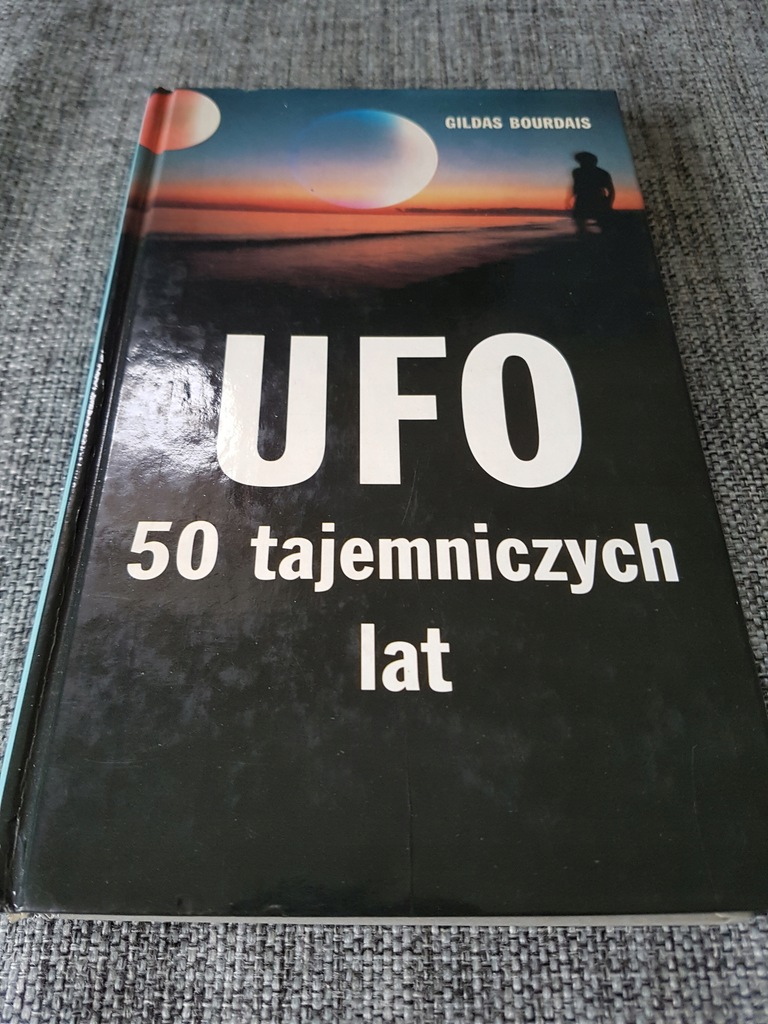 GILDAS BOURDAIS
UFO
50 tajemniczych
lat